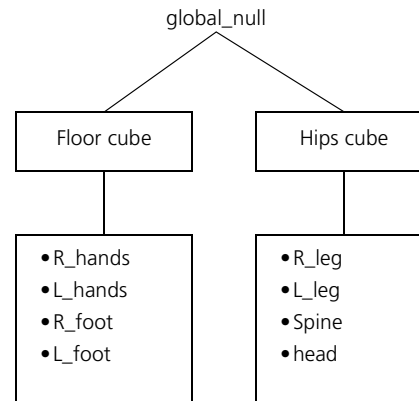 global_null
Floor cube
Hips cube
•R_hands
•L_hands
•R_foot
•L_foot
•R_leg
•L_leg
•Spine
•head